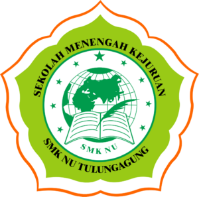 SEKOLAH MENENGAH KEJURUAN
SMK NU
SMK NU TULUNGAGUNG